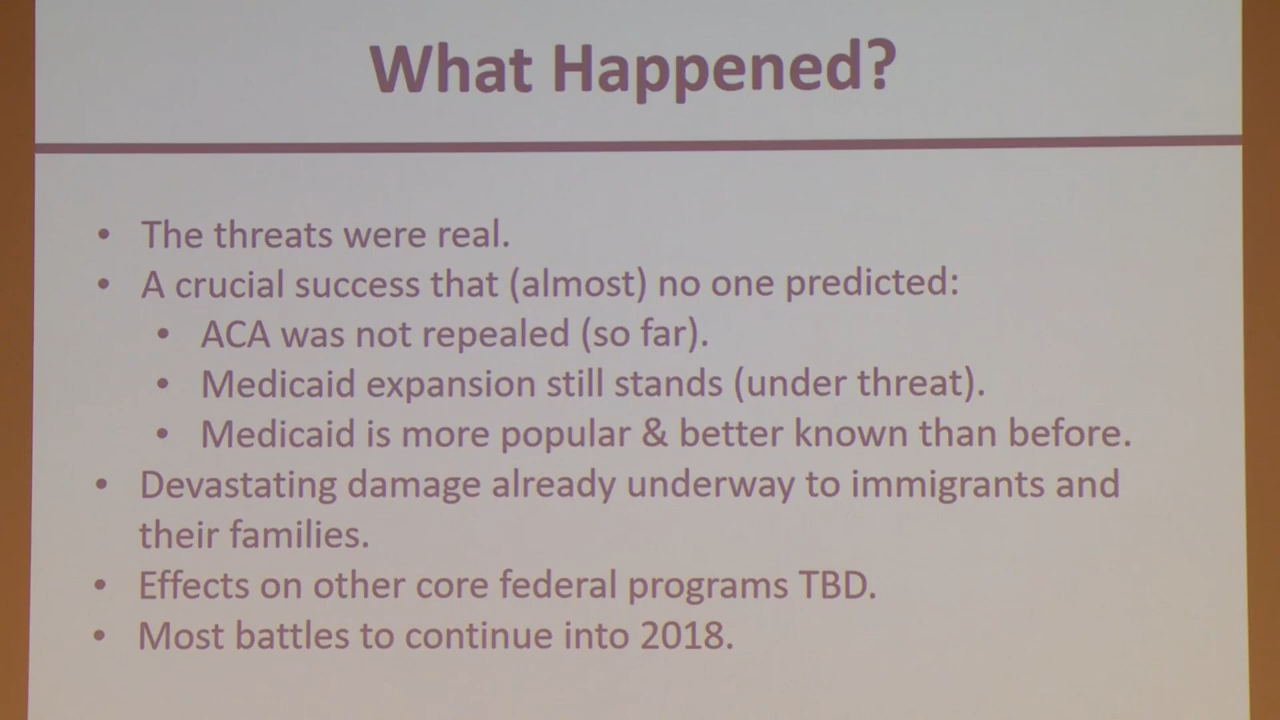 What Happened?
• The threats were real.
• A crucial success that (almost) no one predicted:
• ACA was not repealed (so far).
• Medicaid expansion still stands (under threat).
• Medicaid is more popular & better known than before.
• Devastating damage already underway to immigrants and
their families.
• Effects on other core federal programs TBD.
• Most battles to continue into 2018.